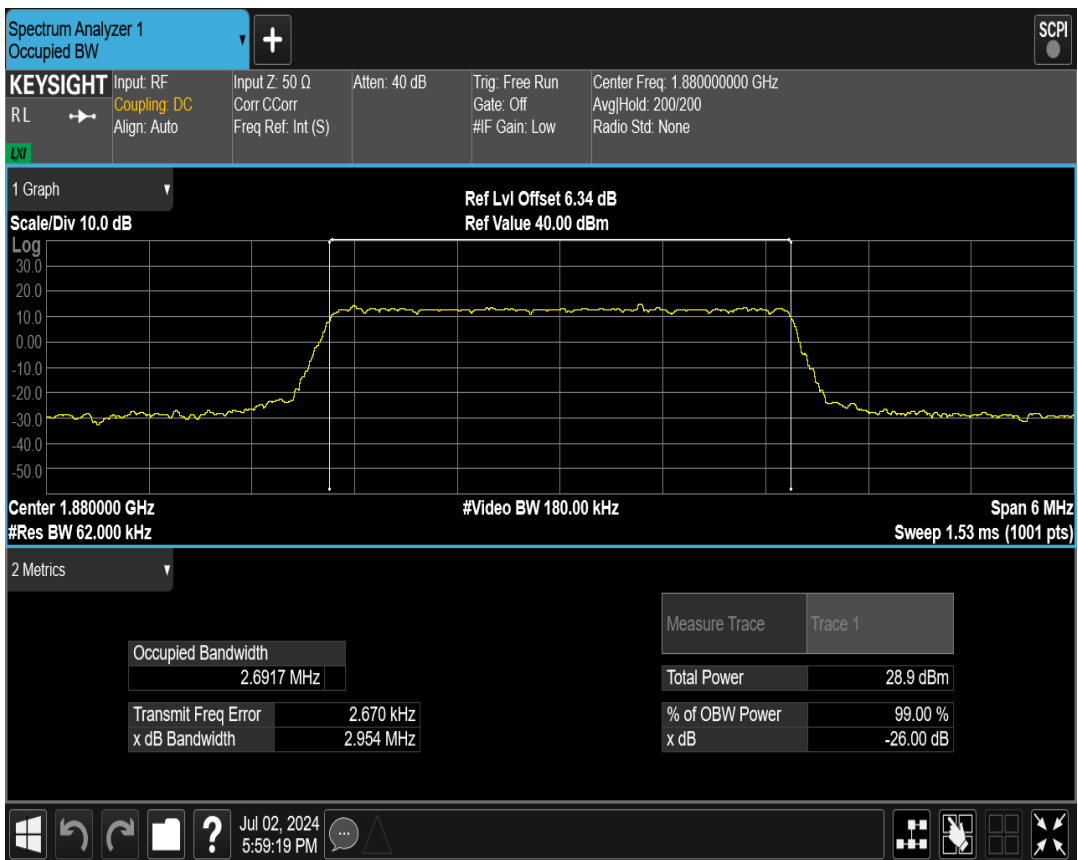 Spectrum Analyzer 1
Occupied BW
+
SCPI
KEYSIGHT
R L
LXI
Input: RF
Coupling: DC
Align: Auto
Input Z: 50 Ω
Corr CCorr
Freq Ref: Int (S)
Atten: 40 dB
Trig: Free Run
Gate: Off
#IF Gain: Low
Center Freq: 1.880000000 GHz
Avg|Hold: 200/200
Radio Std: None
1 Graph
Ref Lvl Offset 6.34 dB
Scale/Div 10.0 dB
Ref Value 40.00 dBm
Log
30.0
20.0
10.0
0.00
-10.0
-20.0
-30.0
-40.0
-50.0
Center 1.880000 GHz
#Video BW 180.00 kHz
Span 6 MHz
#Res BW 62.000 kHz
Sweep 1.53 ms (1001 pts)
2 Metrics
Measure Trace Trace 1
Occupied Bandwidth
2.6917 MHz
Total Power 28.9 dBm
Transmit Freq Error 2.670 kHz
% of OBW Power 99.00 %
x dB Bandwidth 2.954 MHz
x dB -26.00 dB
?
Jul 02, 2024
5:59:19 PM